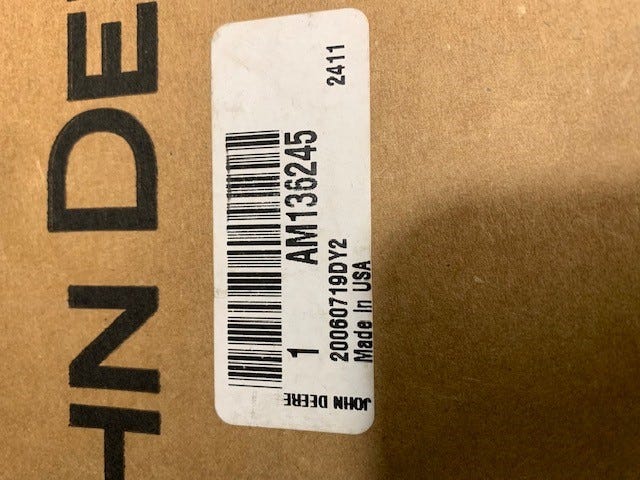 HN DE
1 AM136245
20060719DY2 2411
Made In USA
JOHN DEERE